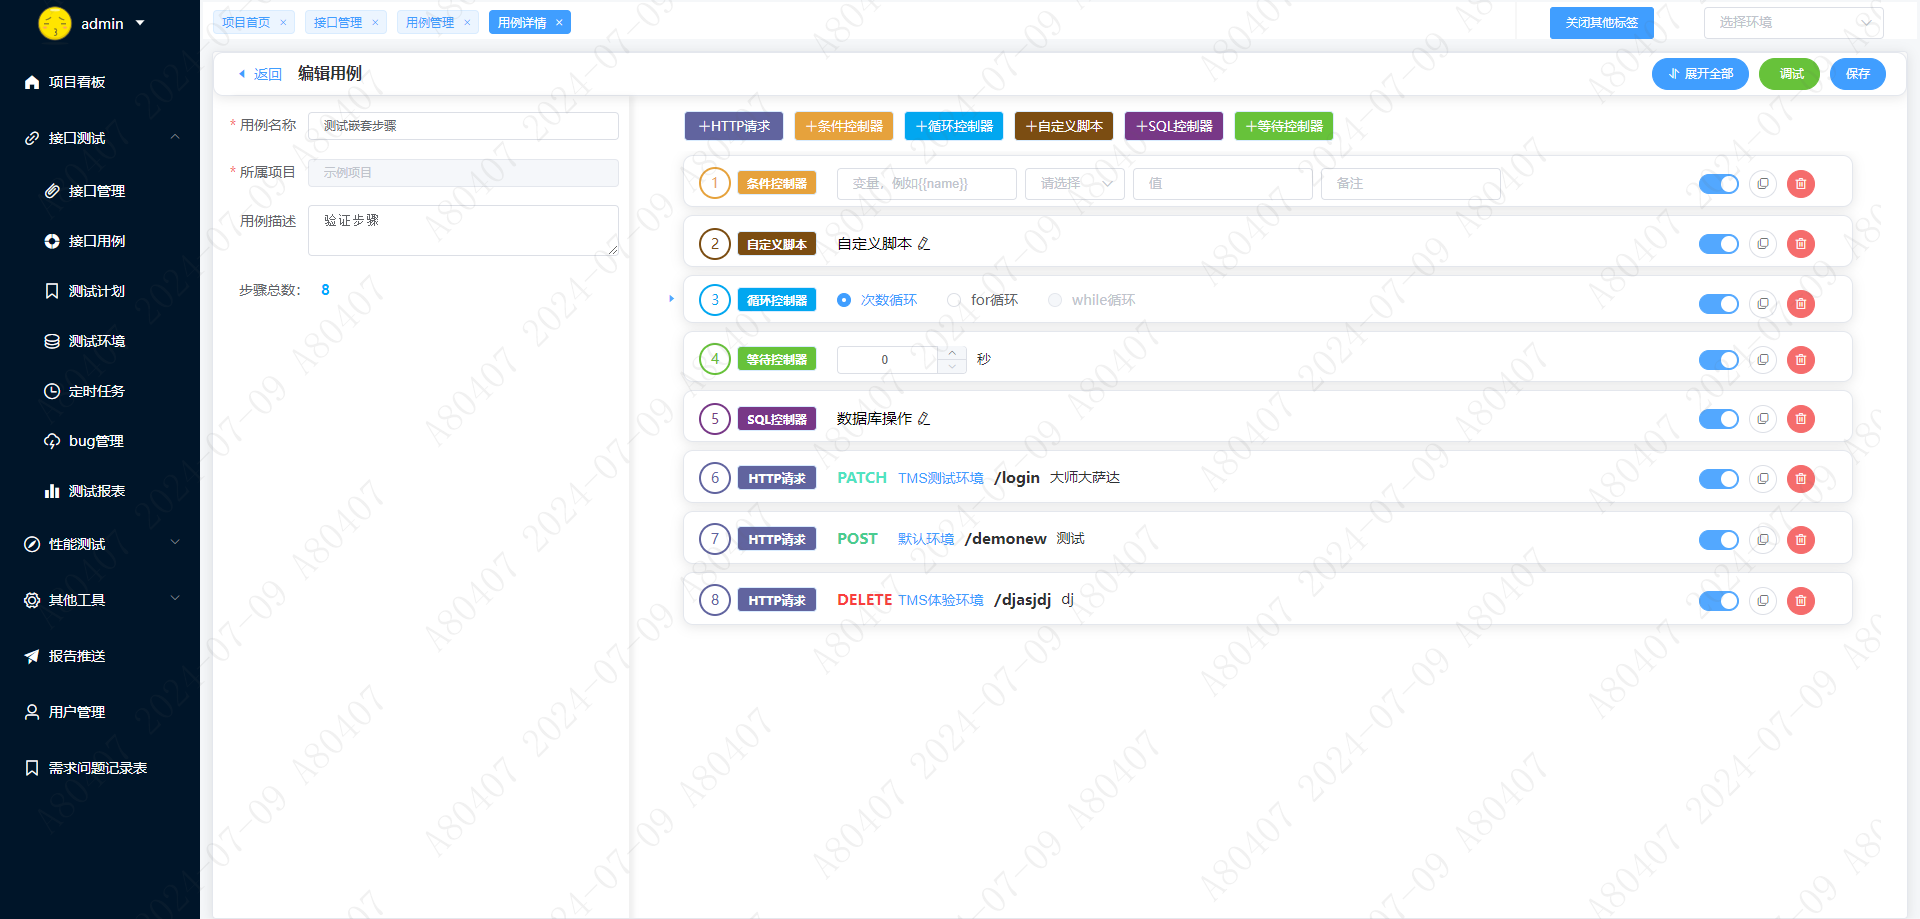 admin
项目首页 × 接口管理 × 用例管理 × 用例详情 ×
关闭其他标签
选择环境
项目看板
接口测试
接口管理
接口用例
测试计划
测试环境
定时任务
bug管理
测试报表
性能测试
其他工具
报告推送
用户管理
需求问题记录表
返回 编辑用例
展开全部 调试 保存
* 用例名称 测试嵌套步骤
* 所属项目 示例项目
用例描述 验证步骤
步骤总数: 8
+HTTP请求 +条件控制器 +循环控制器 +自定义脚本 +SQL控制器 +等待控制器
1 条件控制器 变量，例如{{name}} 请选择 值 备注
2 自定义脚本 自定义脚本
3 循环控制器 次数循环 for循环 while循环
4 等待控制器 0 秒
5 SQL控制器 数据库操作
6 HTTP请求 PATCH TMS测试环境 /login 大师大萨达
7 HTTP请求 POST 默认环境 /demonew 测试
8 HTTP请求 DELETE TMS体验环境 /djasjdj dj
A80407 2024-07-09